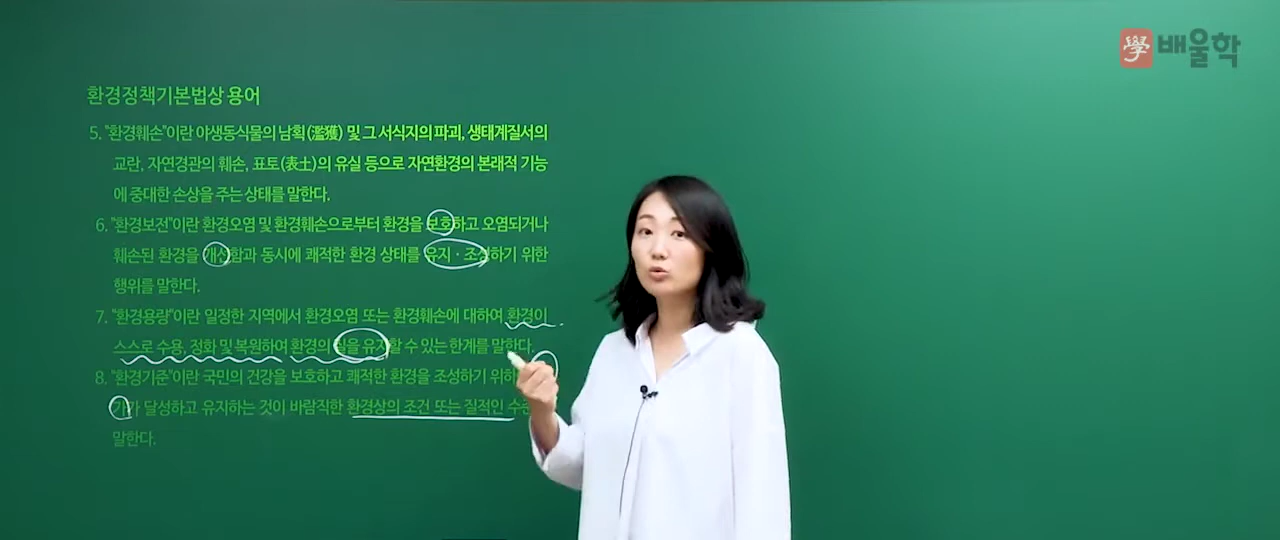 學 배울학
환경정책기본법상 용어
5. "환경훼손"이란 야생동식물의 남획(濫獲) 및 그 서식지의 파괴, 생태계질서의
교란, 자연경관의 훼손, 표토(表土)의 유실 등으로 자연환경의 본래적 기능
에 중대한 손상을 주는 상태를 말한다.
6. "환경보전"이란 환경오염 및 환경훼손으로부터 환경을 보호하고 오염되거나
훼손된 환경을 개선함과 동시에 쾌적한 환경 상태를 유지·조성하기 위한
행위를 말한다.
7. "환경용량"이란 일정한 지역에서 환경오염 또는 환경훼손에 대하여 환경이
스스로 수용, 정화 및 복원하여 환경의 질을 유지할 수 있는 한계를 말한다.
8. "환경기준"이란 국민의 건강을 보호하고 쾌적한 환경을 조성하기 위하
가가 달성하고 유지하는 것이 바람직한 환경상의 조건 또는 질적인
말한다.